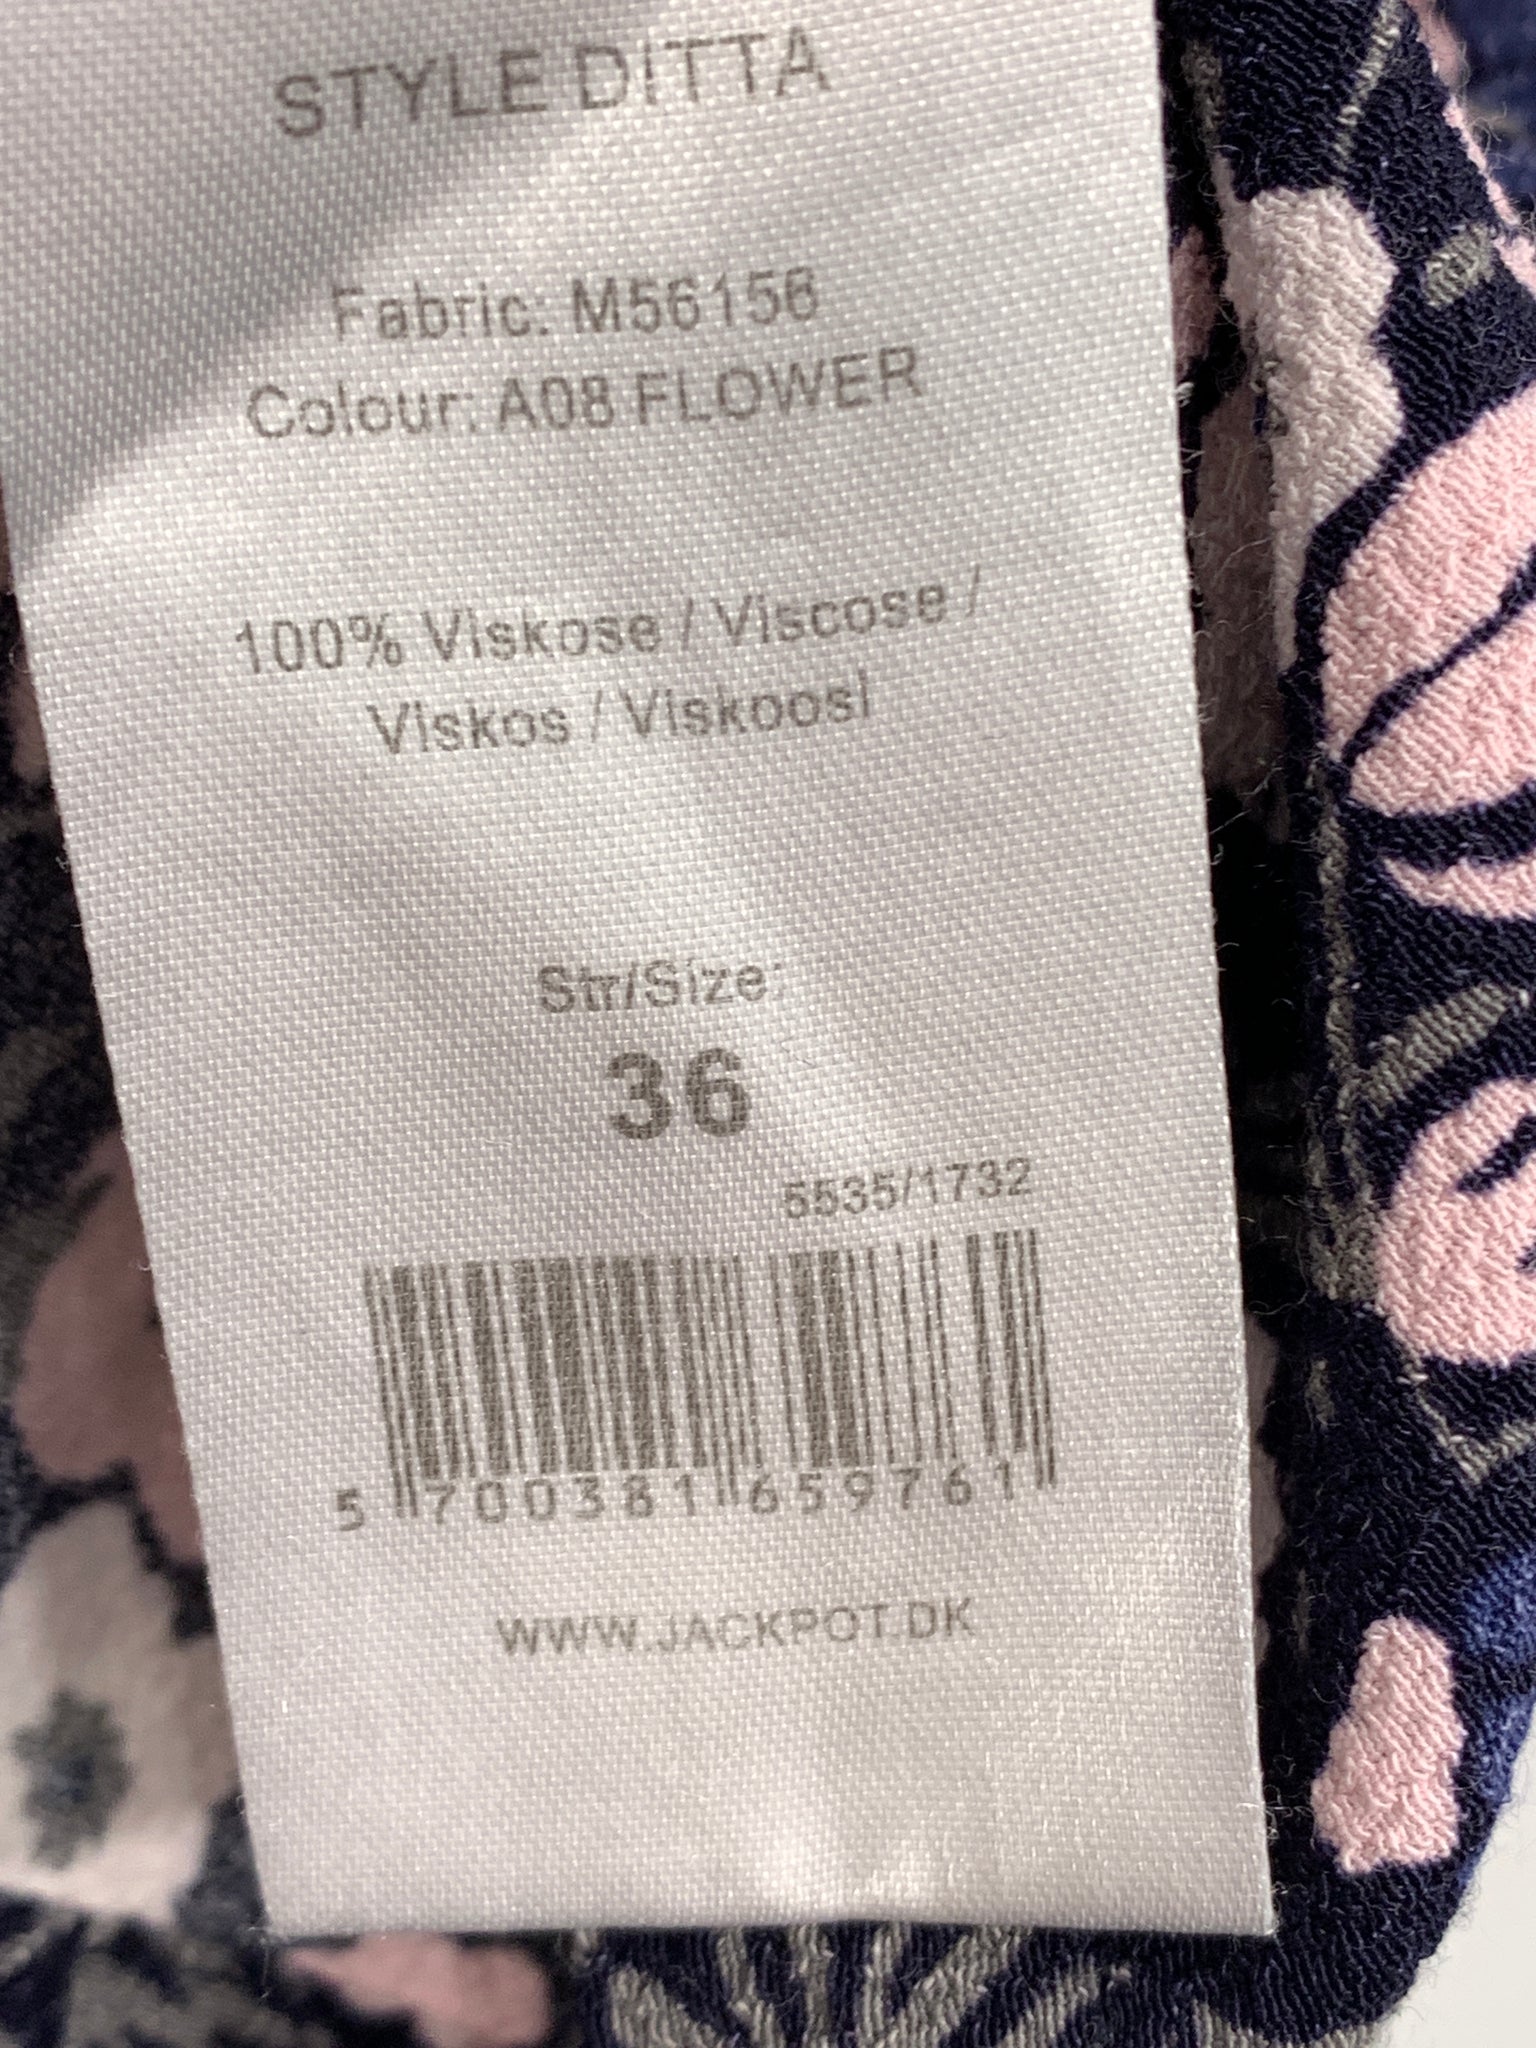 STYLE DITTA
Fabric: M56156
Colour: A08 FLOWER
100% Viskose / Viscose /
Viskos / Viskoosi
Str/Size:
36
5535/1732
5 700381 659761
WWW.JACKPOT.DK